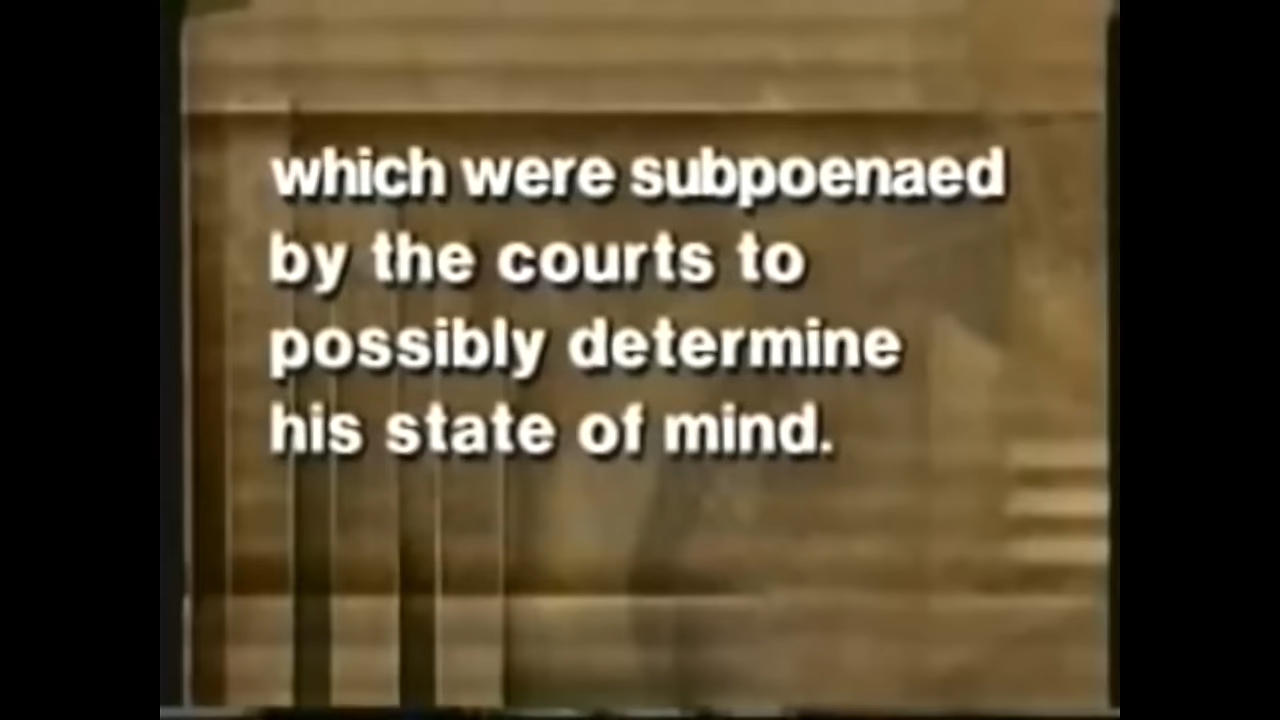 which were subpoenaed
by the courts to
possibly determine
his state of mind.